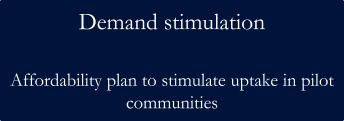 Demand stimulation
Affordability plan to stimulate uptake in pilot
communities